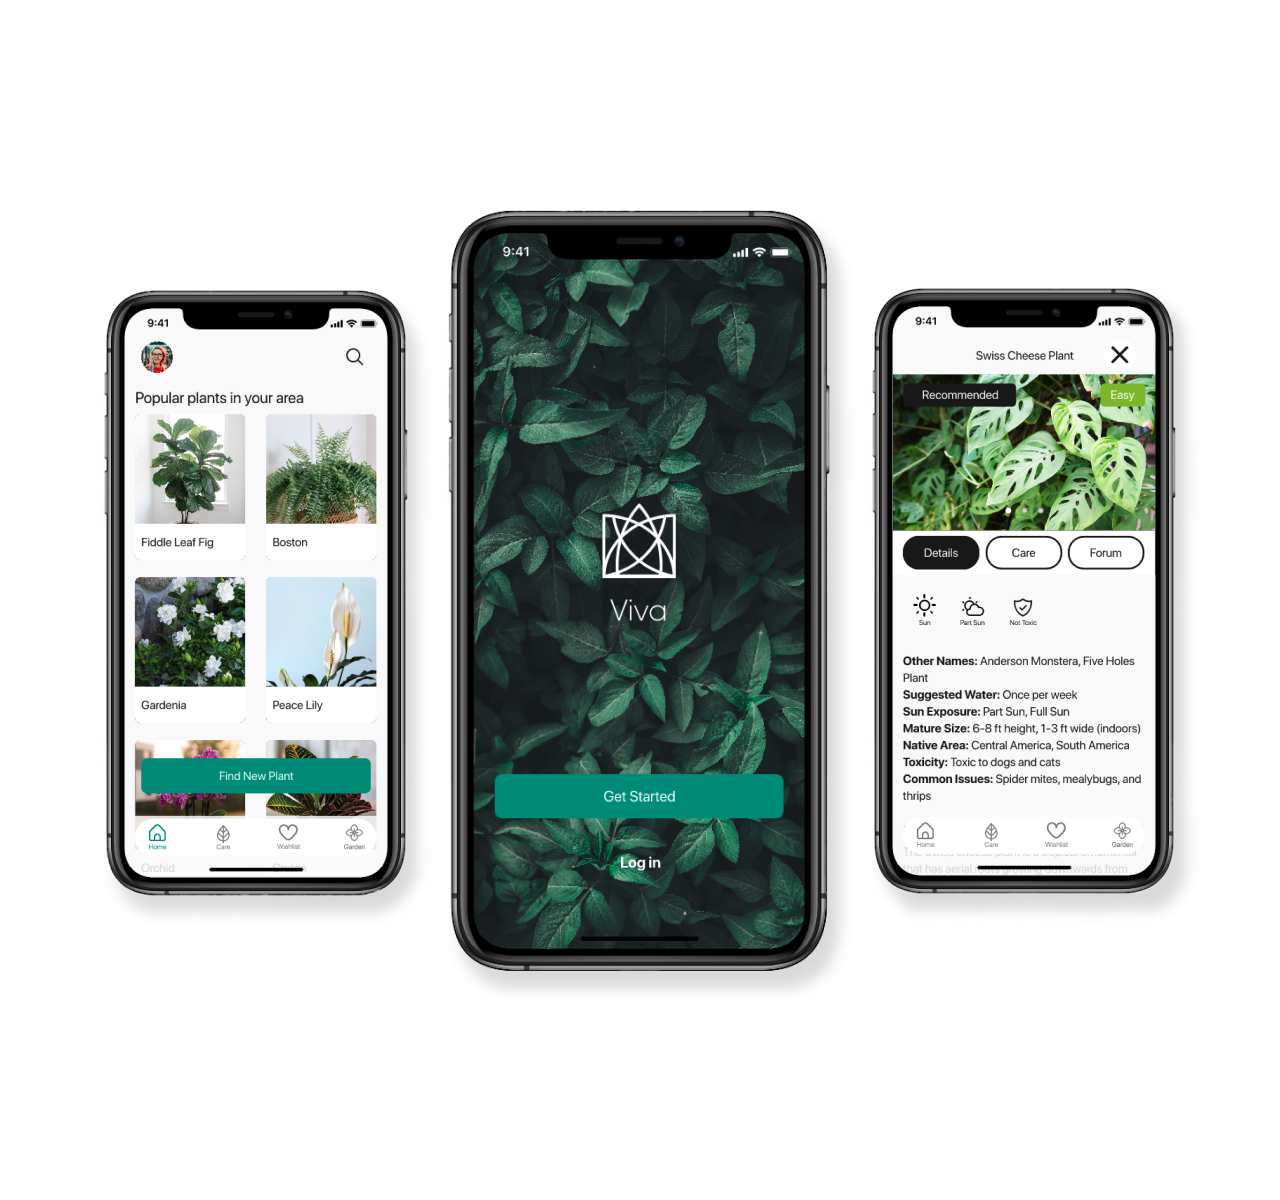 9:41
Popular plants in your area
Fiddle Leaf Fig
Boston
Gardenia
Peace Lily
Find New Plant
Home
Care
Wishlist
Garden
Orchid
Croton
9:41
Viva
Get Started
Log in
9:41
Swiss Cheese Plant
Recommended
Easy
Details
Care
Forum
Sun
Part Sun
Not Toxic
Other Names: Anderson Monstera, Five Holes
Plant
Suggested Water: Once per week
Sun Exposure: Part Sun, Full Sun
Mature Size: 6-8 ft height, 1-3 ft wide (indoors)
Native Area: Central America, South America
Toxicity: Toxic to dogs and cats
Common Issues: Spider mites, mealybugs, and
thrips
Home
Care
Wishlist
Garden
that has aerial roots growing downwards from